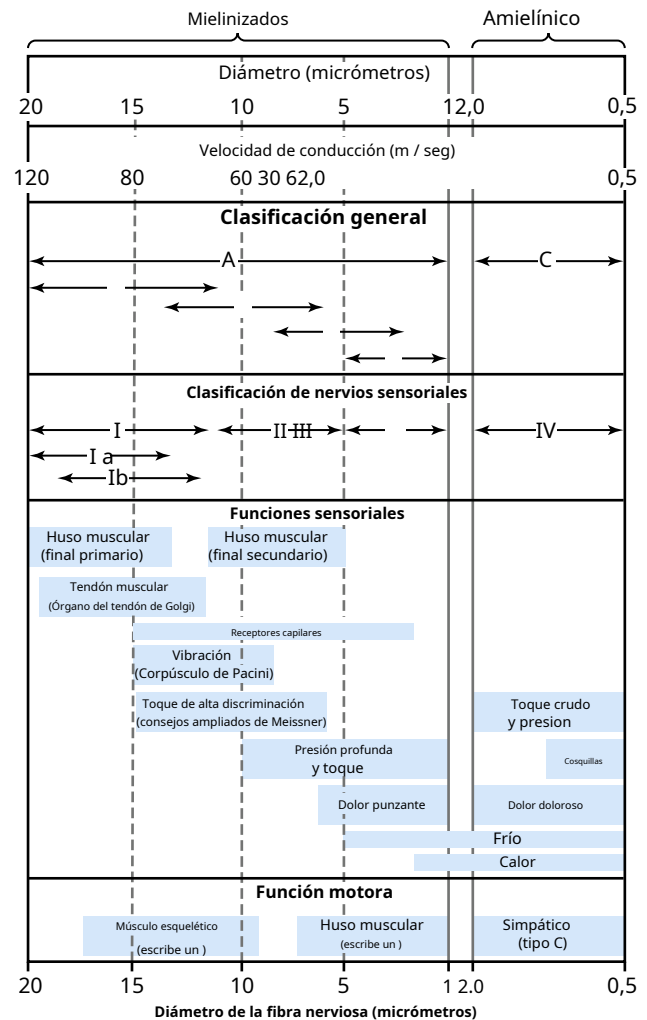 Mielinizados Amielínico
Diámetro (micrómetros)
20 15 10 5 1 2,0 0,5
Velocidad de conducción (m / seg)
120 80 60 30 62,0 0,5
Clasificación general
A C
Clasificación de nervios sensoriales
I II III IV
I a
Ib
Funciones sensoriales
Huso muscular
(final primario)
Huso muscular
(final secundario)
Tendón muscular
(Órgano del tendón de Golgi)
Receptores capilares
Vibración
(Corpúsculo de Pacini)
Toque de alta discriminación
(consejos ampliados de Meissner)
Toque crudo
y presion
Presión profunda
y toque
Cosquillas
Dolor punzante
Dolor doloroso
Frío
Calor
Función motora
Músculo esquelético
(escribe un )
Huso muscular
(escribe un )
Simpático
(tipo C)
20 15 10 5 1 2.0 0,5
Diámetro de la fibra nerviosa (micrómetros)